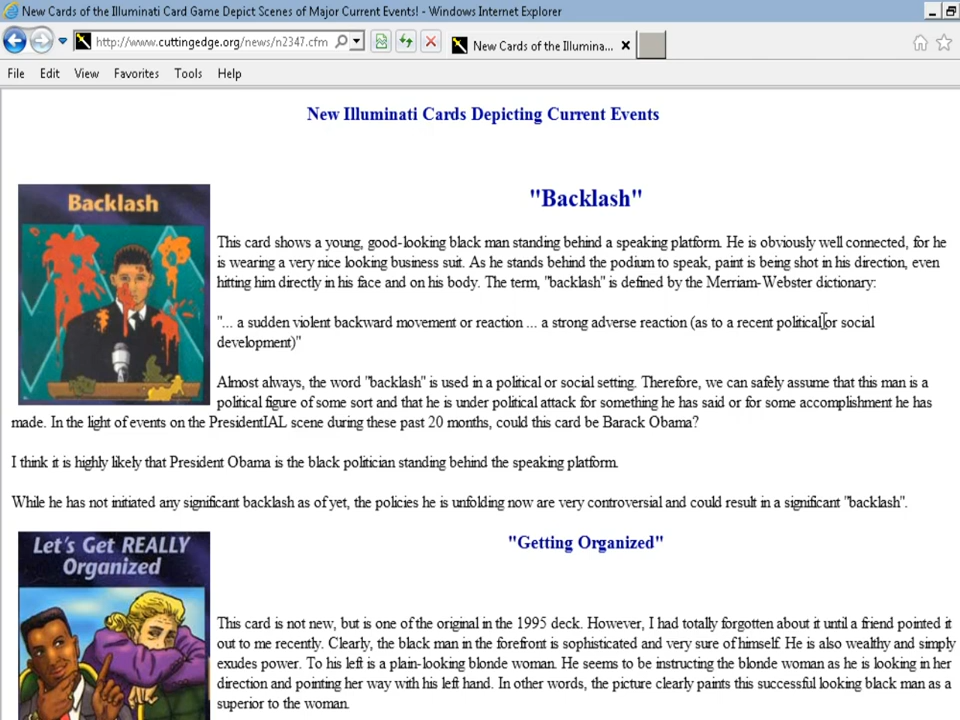 New Cards of the Illuminati Card Game Depict Scenes of Major Current Events! - Windows Internet Explorer
http://www.cuttingedge.org/news/n2347.cfm
New Cards of the Illumina...
File Edit View Favorites Tools Help
New Illuminati Cards Depicting Current Events
Backlash
"Backlash"
This card shows a young, good-looking black man standing behind a speaking platform. He is obviously well connected, for he
is wearing a very nice looking business suit. As he stands behind the podium to speak, paint is being shot in his direction, even
hitting him directly in his face and on his body. The term, "backlash" is defined by the Merriam-Webster dictionary:
"... a sudden violent backward movement or reaction ... a strong adverse reaction (as to a recent political or social
development)"
Almost always, the word "backlash" is used in a political or social setting. Therefore, we can safely assume that this man is a
political figure of some sort and that he is under political attack for something he has said or for some accomplishment he has
made. In the light of events on the PresidentIAL scene during these past 20 months, could this card be Barack Obama?
I think it is highly likely that President Obama is the black politician standing behind the speaking platform.
While he has not initiated any significant backlash as of yet, the policies he is unfolding now are very controversial and could result in a significant "backlash".
Let's Get REALLY
Organized
"Getting Organized"
This card is not new, but is one of the original in the 1995 deck. However, I had totally forgotten about it until a friend pointed it
out to me recently. Clearly, the black man in the forefront is sophisticated and very sure of himself. He is also wealthy and simply
exudes power. To his left is a plain-looking blonde woman. He seems to be instructing the blonde woman as he is looking in her
direction and pointing her way with his left hand. In other words, the picture clearly paints this successful looking black man as a
superior to the woman.